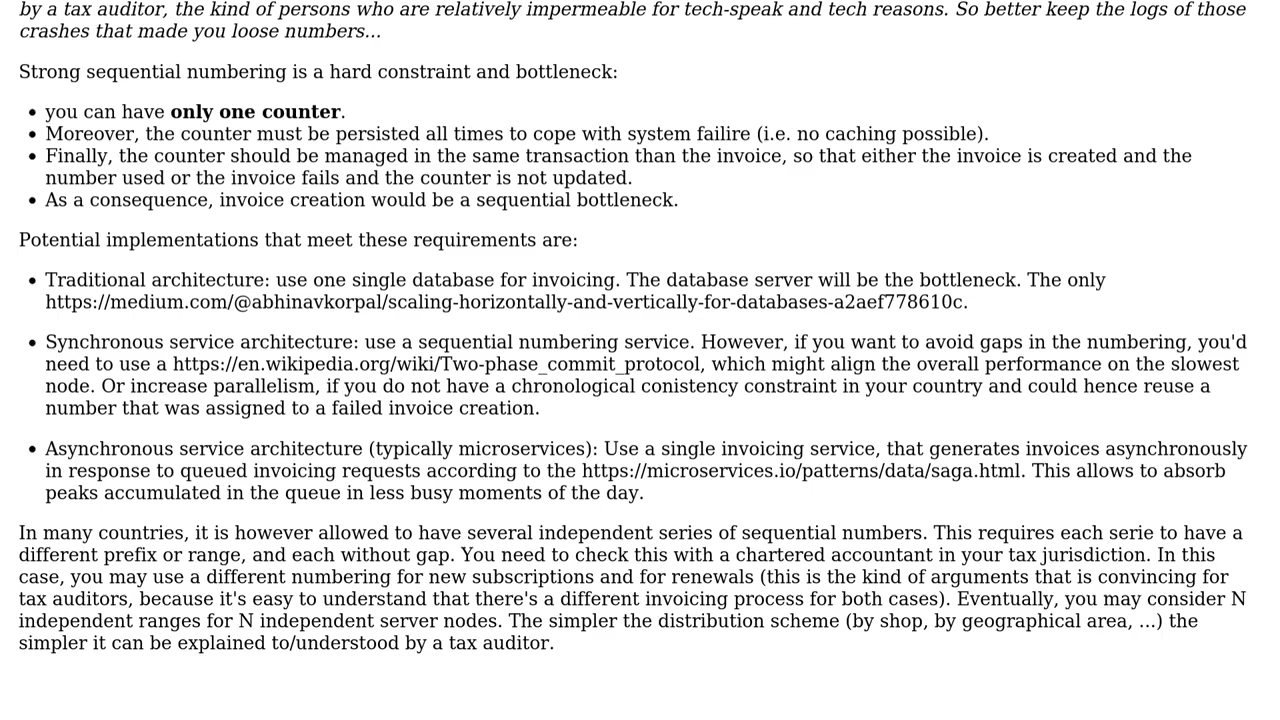 by a tax auditor, the kind of persons who are relatively impermeable for tech-speak and tech reasons. So better keep the logs of those
crashes that made you loose numbers...
Strong sequential numbering is a hard constraint and bottleneck:
• you can have only one counter.
• Moreover, the counter must be persisted all times to cope with system failire (i.e. no caching possible).
• Finally, the counter should be managed in the same transaction than the invoice, so that either the invoice is created and the
number used or the invoice fails and the counter is not updated.
• As a consequence, invoice creation would be a sequential bottleneck.
Potential implementations that meet these requirements are:
• Traditional architecture: use one single database for invoicing. The database server will be the bottleneck. The only
https://medium.com/@abhinavkorpal/scaling-horizontally-and-vertically-for-databases-a2aef778610c.
• Synchronous service architecture: use a sequential numbering service. However, if you want to avoid gaps in the numbering, you'd
need to use a https://en.wikipedia.org/wiki/Two-phase_commit_protocol, which might align the overall performance on the slowest
node. Or increase parallelism, if you do not have a chronological conistency constraint in your country and could hence reuse a
number that was assigned to a failed invoice creation.
• Asynchronous service architecture (typically microservices): Use a single invoicing service, that generates invoices asynchronously
in response to queued invoicing requests according to the https://microservices.io/patterns/data/saga.html. This allows to absorb
peaks accumulated in the queue in less busy moments of the day.
In many countries, it is however allowed to have several independent series of sequential numbers. This requires each serie to have a
different prefix or range, and each without gap. You need to check this with a chartered accountant in your tax jurisdiction. In this
case, you may use a different numbering for new subscriptions and for renewals (this is the kind of arguments that is convincing for
tax auditors, because it's easy to understand that there's a different invoicing process for both cases). Eventually, you may consider N
independent ranges for N independent server nodes. The simpler the distribution scheme (by shop, by geographical area, ...) the
simpler it can be explained to/understood by a tax auditor.